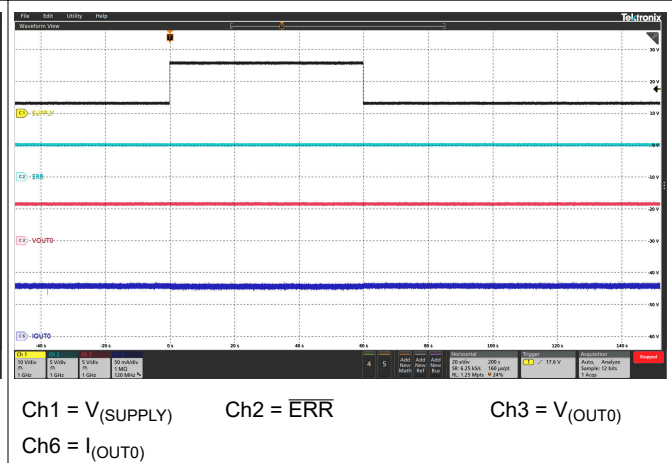 File Edit Utility Help
Tektronix
Waveform View
30 V
20 V
C1 SUPPLY
10 V
0 V
C2 ERR
-10 V
-20 V
C3 VOUT0
-30 V
-40 V
-50 V
IOUT0
-60 V
-40 s -20 s 0 s 20 s 40 s 60 s 80 s 100 s 120 s 140 s
Ch 1 Ch 2 Ch 3
10 V/div 5 V/div 5 V/div 50 mA/div
1 MΩ
1 GHz 1 GHz 1 GHz 120 MHz
4 5
Add New Math Add New Ref Add New Bus
Horizontal
20 s/div 200 s
SR: 6.25 kS/s 160 µs/pt
RL: 1.25 Mpts 24%
Trigger
17.8 V
Acquisition
Auto, Analyze
Sample: 12 bits
1 Acqs
Stopped
Ch1 = V(SUPPLY) Ch2 = ERR Ch3 = V(OUT0)
Ch6 = I(OUT0)